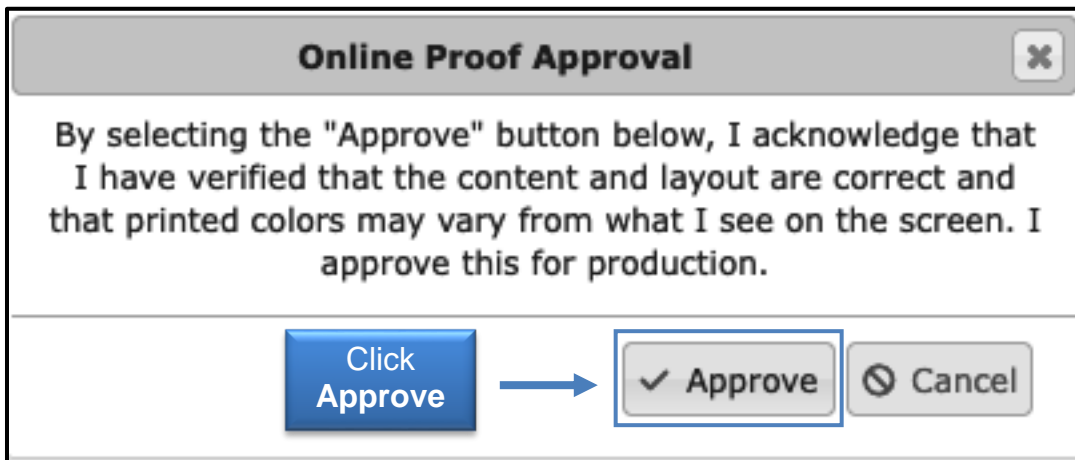 Online Proof Approval
By selecting the "Approve" button below, I acknowledge that
I have verified that the content and layout are correct and
that printed colors may vary from what I see on the screen. I
approve this for production.
Click
Approve
Approve
Cancel